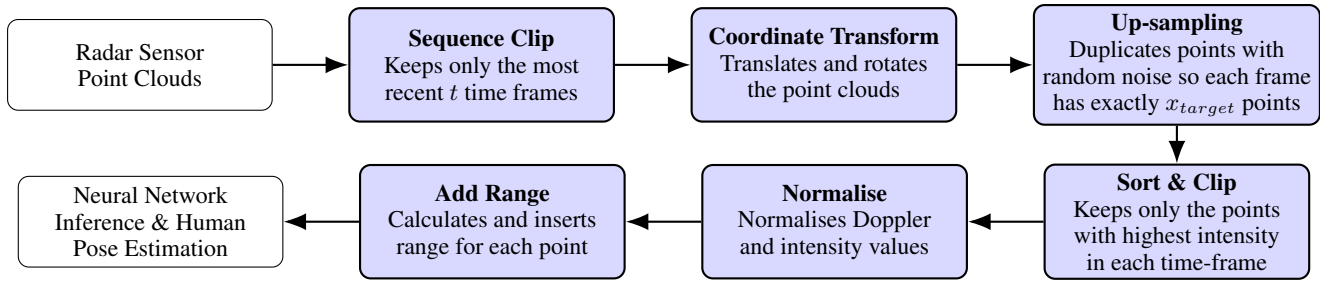 Radar Sensor
Point Clouds
Sequence Clip
Keeps only the most
recent t time frames
Coordinate Transform
Translates and rotates
the point clouds
Up-sampling
Duplicates points with
random noise so each frame
has exactly x_{target} points
Sort & Clip
Keeps only the points
with highest intensity
in each time-frame
Normalise
Normalises Doppler
and intensity values
Add Range
Calculates and inserts
range for each point
Neural Network
Inference & Human
Pose Estimation